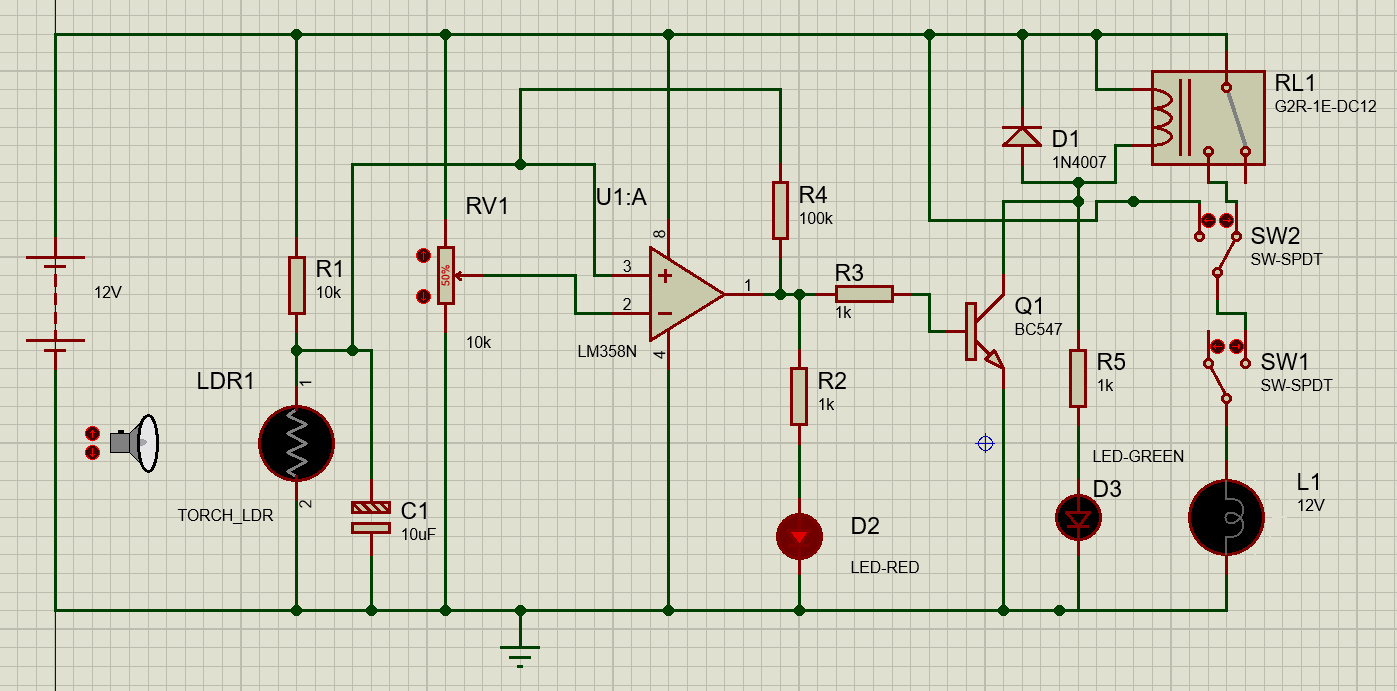 12V
R1
10k
LDR1
1
2
TORCH_LDR
C1
10uF
RV1
50%
10k
U1:A
8
3
2
1
4
LM358N
R4
100k
R3
1k
R2
1k
D2
LED-RED
Q1
BC547
D1
1N4007
R5
1k
LED-GREEN
D3
RL1
G2R-1E-DC12
SW2
SW-SPDT
SW1
SW-SPDT
L1
12V